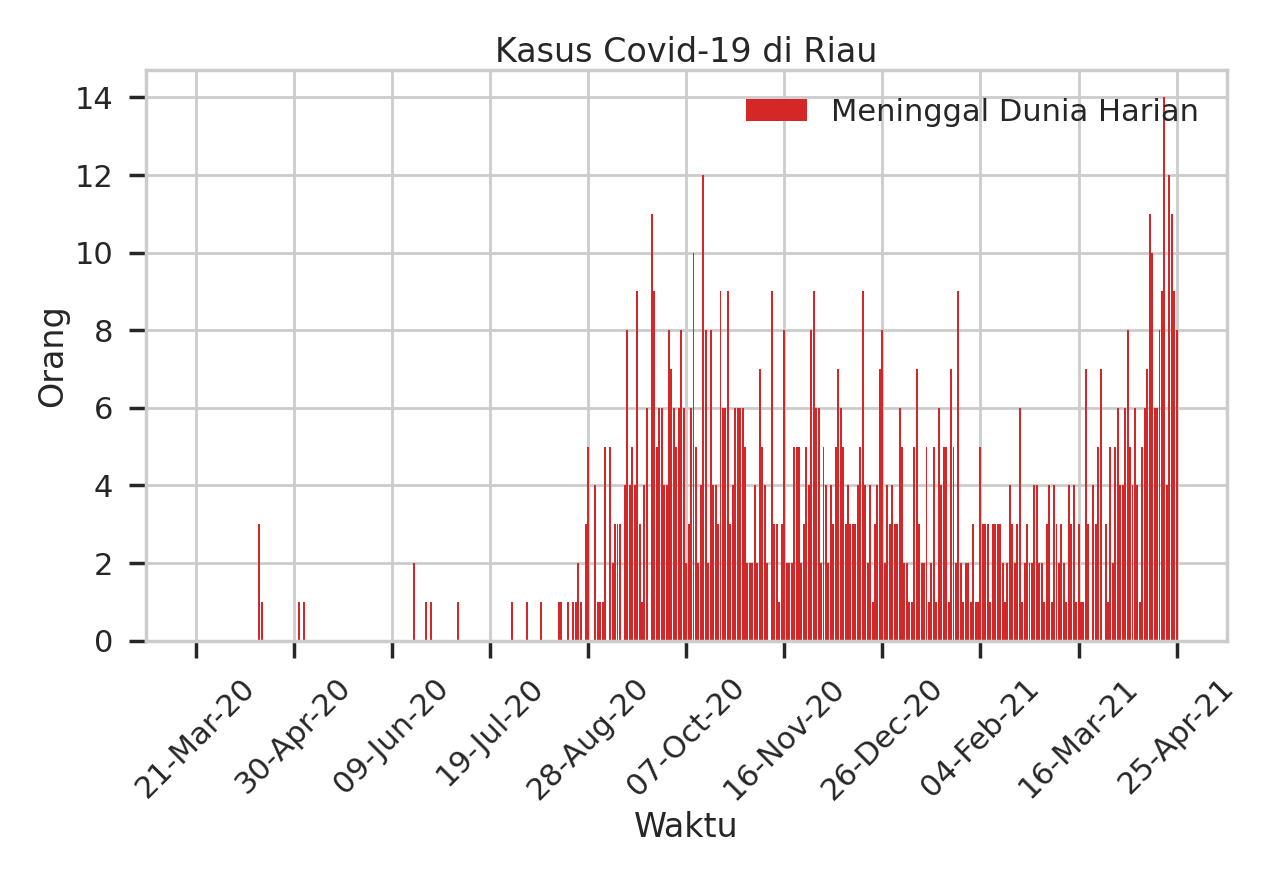 Kasus Covid-19 di Riau
Meninggal Dunia Harian
14
12
10
8
6
4
2
0
Orang
21-Mar-20
30-Apr-20
09-Jun-20
19-Jul-20
28-Aug-20
07-Oct-20
16-Nov-20
26-Dec-20
04-Feb-21
16-Mar-21
25-Apr-21
Waktu